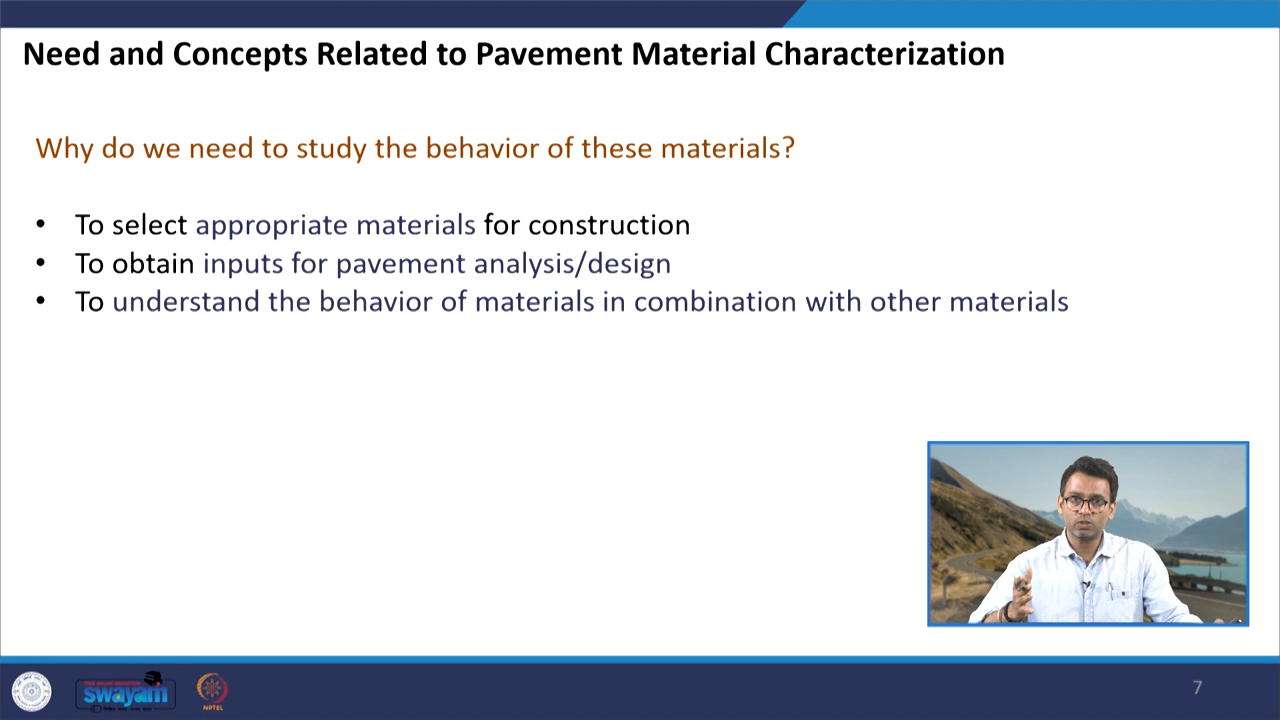 Need and Concepts Related to Pavement Material Characterization
Why do we need to study the behavior of these materials?
• To select appropriate materials for construction
• To obtain inputs for pavement analysis/design
• To understand the behavior of materials in combination with other materials
swayam
NPTEL
7